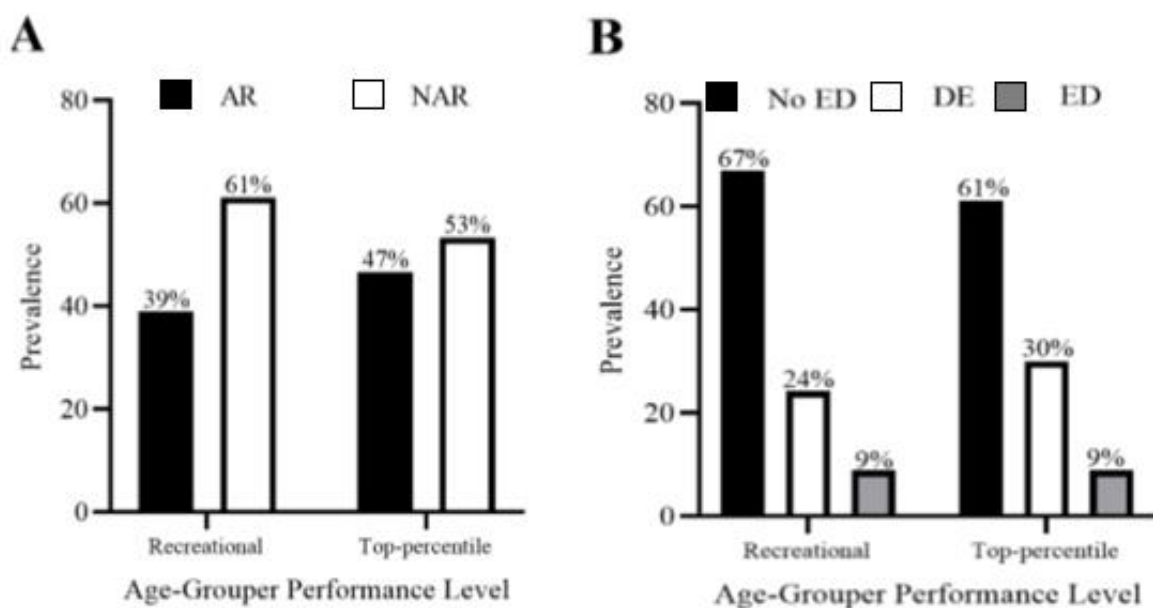 A
AR NAR
80
60
40
20
0
Prevalence
39%
61%
47%
53%
Recreational Top-percentile
Age-Grouper Performance Level
B
No ED DE ED
80
60
40
20
0
Prevalence
67%
24%
9%
61%
30%
9%
Recreational Top-percentile
Age-Grouper Performance Level